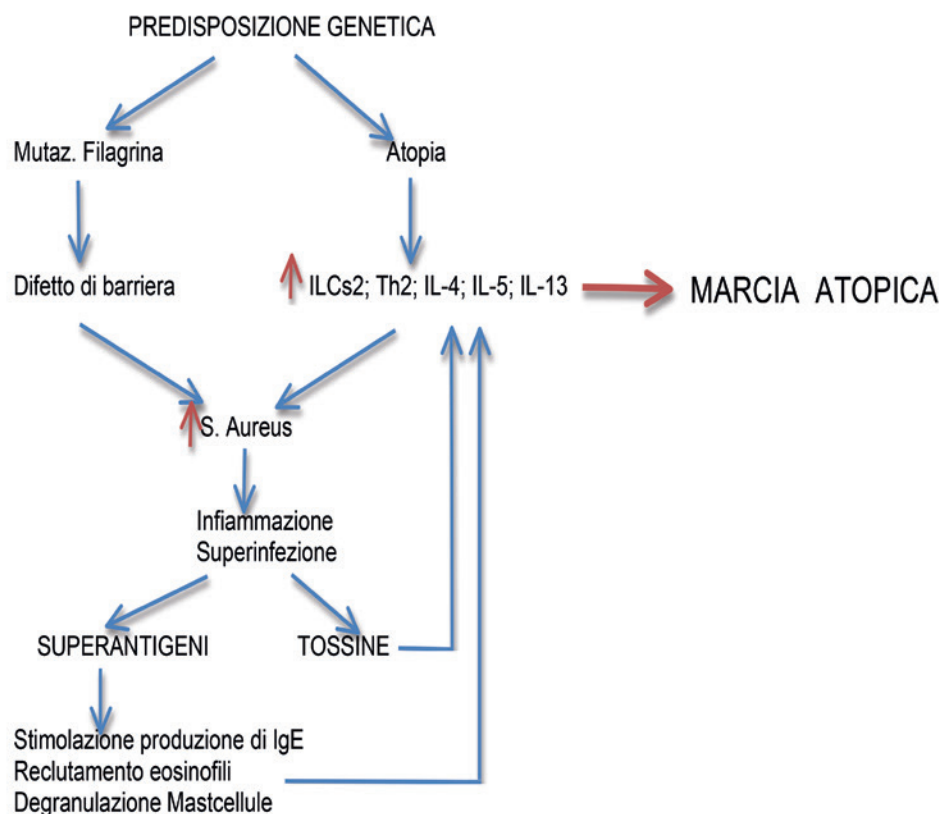 PREDISPOSIZIONE GENETICA
Mutaz. Filagrina
Atopia
Difetto di barriera
ILCs2; Th2; IL-4; IL-5; IL-13
MARCIA ATOPICA
S. Aureus
Infiammazione
Superinfezione
SUPERANTIGENI
TOSSINE
Stimolazione produzione di IgE
Reclutamento eosinofili
Degranulazione Mastcellule